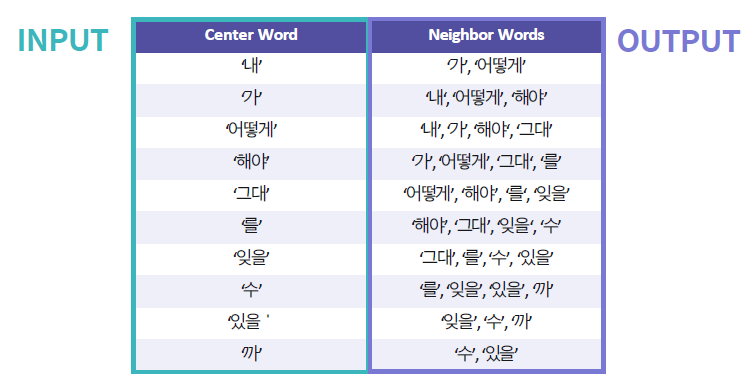 INPUT
Center Word Neighbor Words
OUTPUT
‘내’ ‘가’, ‘어떻게’
‘가’ ‘내‘, ‘어떻게’, ‘해야’
‘어떻게’ ‘내’, ‘가’, ‘해야‘, ‘그대’
‘해야’ ‘가’, ‘어떻게’, ‘그대’, ‘를’
‘그대’ ‘어떻게’, ‘해야’, ‘를‘, ‘잊을’
‘를’ ‘해야’, ‘그대’, ‘잊을‘, ‘수’
‘잊을’ ‘그대’, ‘를’, ‘수’, ‘있을’
‘수’ ‘를’, ‘잊을’, ‘있을’, ‘까’
‘있을 ‘ ‘잊을’, ‘수’, ‘까’
‘까’ ‘수’, ‘있을’